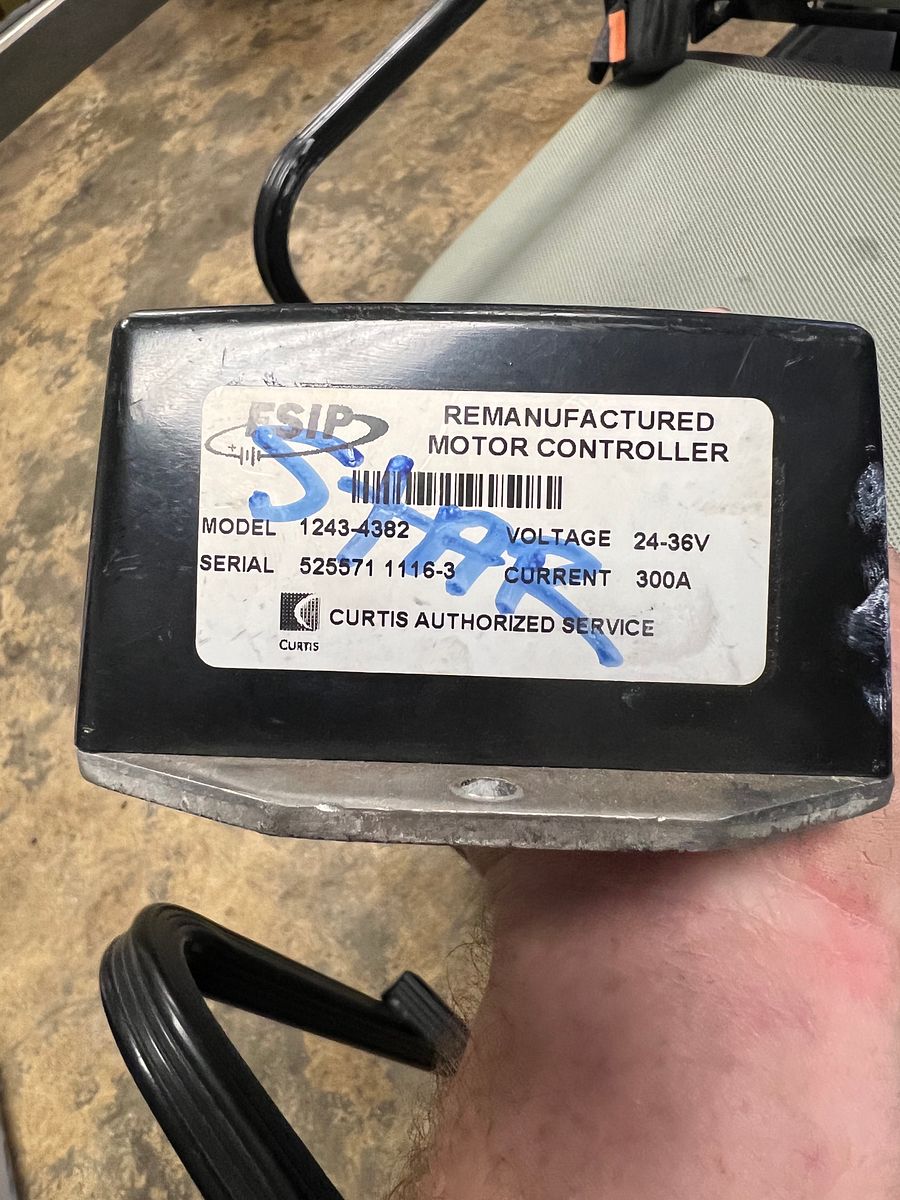 FSIP
REMANUFACTURED
MOTOR CONTROLLER
STAR
MODEL 1243-4382 VOLTAGE 24-36V
SERIAL 525571 1116-3 CURRENT 300A
CURTIS AUTHORIZED SERVICE
CURTIS